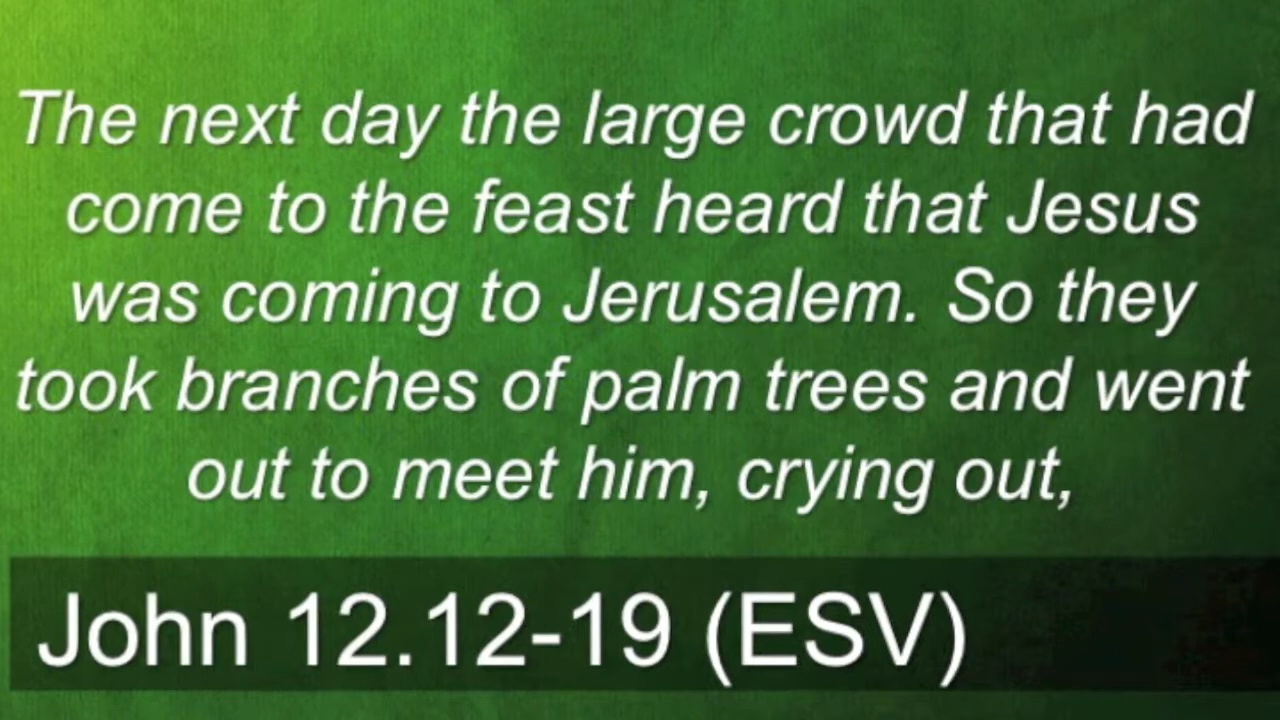 The next day the large crowd that had
come to the feast heard that Jesus
was coming to Jerusalem. So they
took branches of palm trees and went
out to meet him, crying out,
John 12.12-19 (ESV)